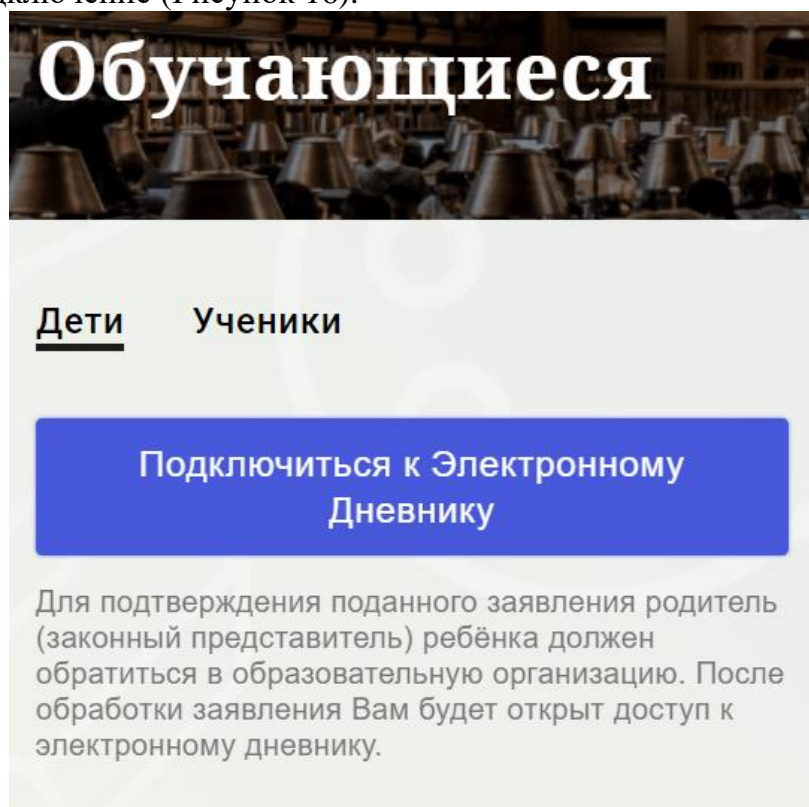 Обучающиеся
Дети Ученики
Подключиться к Электронному
Дневнику
Для подтверждения поданного заявления родитель
(законный представитель) ребёнка должен
обратиться в образовательную организацию. После
обработки заявления Вам будет открыт доступ к
электронному дневнику.